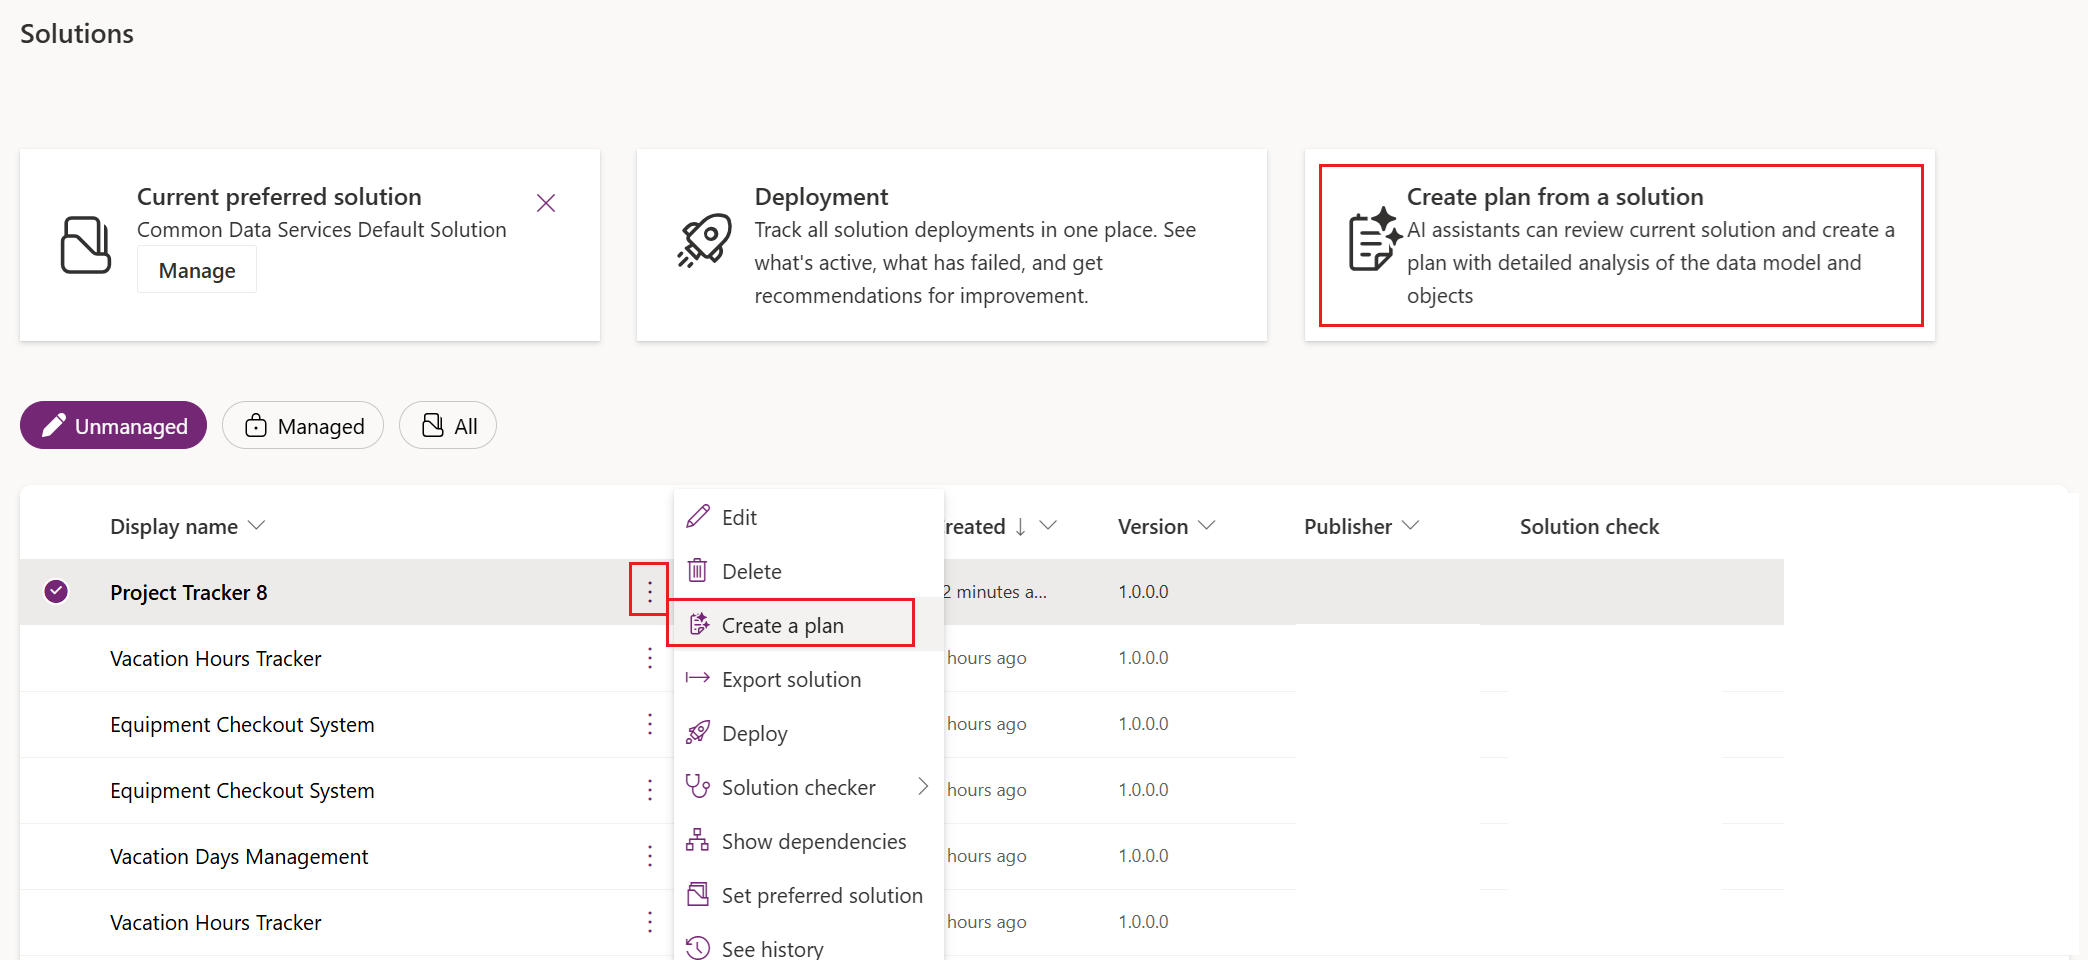 Solutions
Current preferred solution
Common Data Services Default Solution
Manage
Deployment
Track all solution deployments in one place. See
what's active, what has failed, and get
recommendations for improvement.
Create plan from a solution
AI assistants can review current solution and create a
plan with detailed analysis of the data model and
objects
Unmanaged
Managed
All
Display name
reated
Version
Publisher
Solution check
Project Tracker 8
2 minutes a...
1.0.0.0
Vacation Hours Tracker
hours ago
1.0.0.0
Equipment Checkout System
hours ago
1.0.0.0
Equipment Checkout System
hours ago
1.0.0.0
Vacation Days Management
hours ago
1.0.0.0
Vacation Hours Tracker
hours ago
1.0.0.0
Edit
Delete
Create a plan
Export solution
Deploy
Solution checker
Show dependencies
Set preferred solution
See history